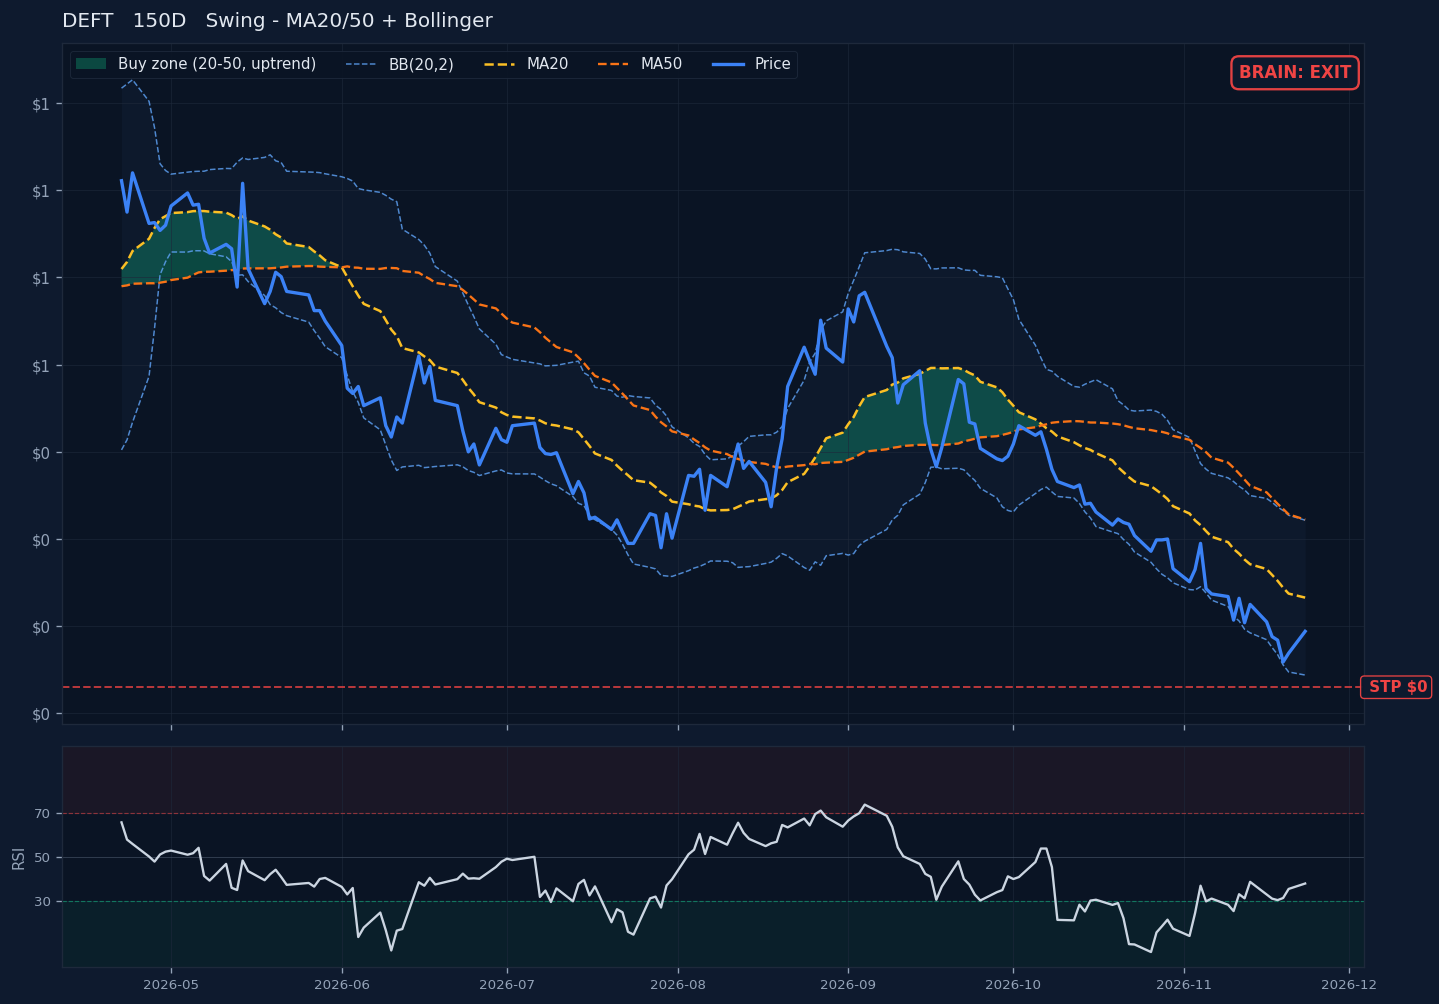 DEFT   150D   Swing - MA20/50 + Bollinger
Buy zone (20-50, uptrend)   BB(20,2)   MA20   MA50   Price
BRAIN: EXIT
$1
$1
$1
$1
$0
$0
$0
STP $0
$0
70
50
30
RSI
2026-05   2026-06   2026-07   2026-08   2026-09   2026-10   2026-11   2026-12